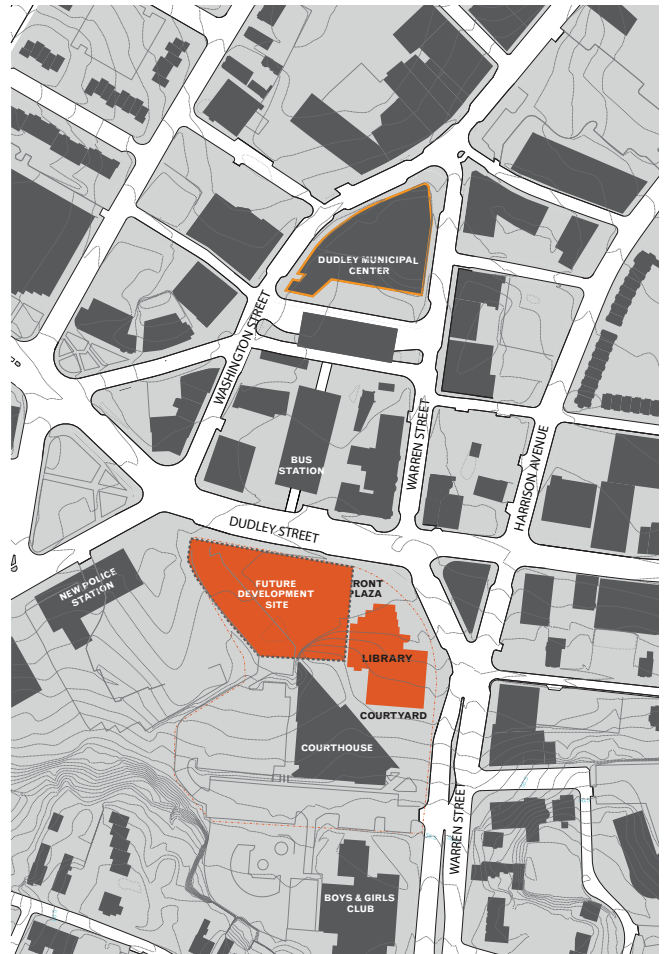 DUDLEY MUNICIPAL
CENTER
WASHINGTON STREET
WARREN STREET
HARRISON AVENUE
BUS
STATION
DUDLEY STREET
NEW POLICE
STATION
FUTURE
DEVELOPMENT
SITE
RONT
PLAZA
LIBRARY
COURTYARD
COURTHOUSE
WARREN STREET
BOYS & GIRLS
CLUB